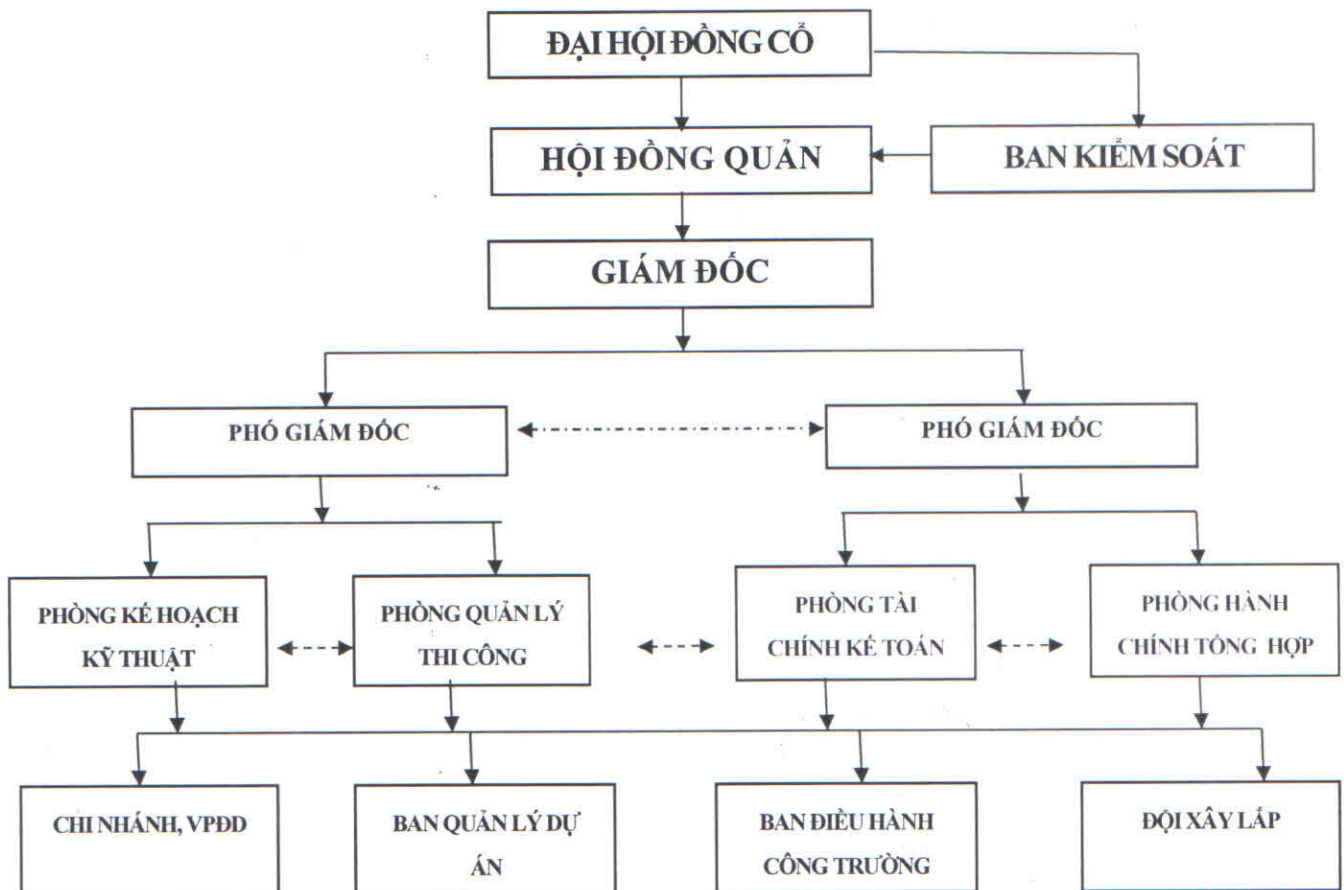 ĐẠI HỘI ĐỒNG CỔ
HỘI ĐỒNG QUẢN
BAN KIỂM SOÁT
GIÁM ĐỐC
PHÓ GIÁM ĐỐC
PHÓ GIÁM ĐỐC
PHÒNG KẾ HOẠCH
KỸ THUẬT
PHÒNG QUẢN LÝ
THI CÔNG
PHÒNG TÀI
CHÍNH KẾ TOÁN
PHÒNG HÀNH
CHÍNH TỔNG HỢP
CHI NHÁNH, VPĐD
BAN QUẢN LÝ DỰ
ÁN
BAN ĐIỀU HÀNH
CÔNG TRƯỜNG
ĐỘI XÂY LẮP